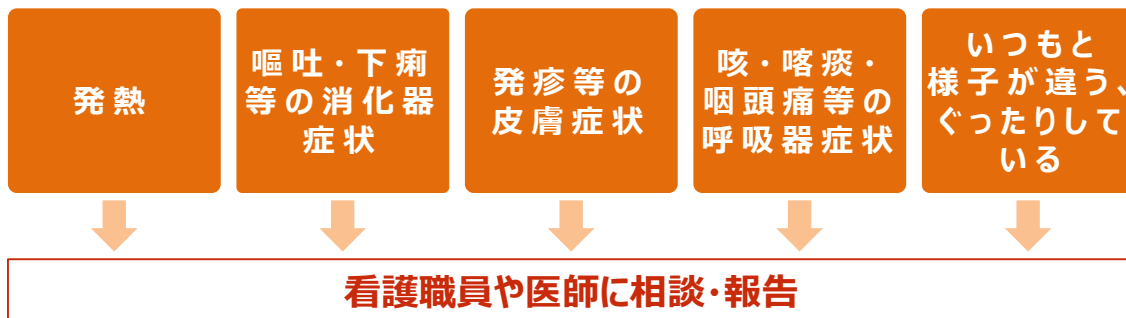 発熱
嘔吐・下痢
等の消化器
症状
発疹等の
皮膚症状
咳・喀痰・
咽頭痛等の
呼吸器症状
いつもと
様子が違う、
ぐったりして
いる
看護職員や医師に相談・報告